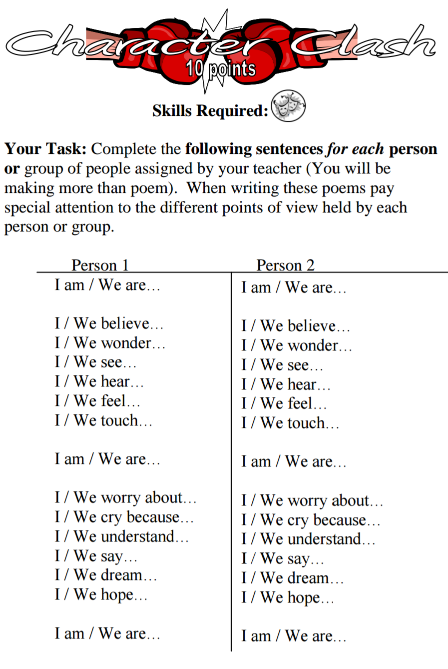 Character Clash
10 points
Skills Required:
Your Task: Complete the following sentences for each person
or group of people assigned by your teacher (You will be
making more than poem).  When writing these poems pay
special attention to the different points of view held by each
person or group.
Person 1
I am / We are…
I / We believe…
I / We wonder…
I / We see…
I / We hear…
I / We feel…
I / We touch…
I am / We are…
I / We worry about…
I / We cry because…
I / We understand…
I / We say…
I / We dream…
I / We hope…
I am / We are…
Person 2
I am / We are…
I / We believe…
I / We wonder…
I / We see…
I / We hear…
I / We feel…
I / We touch…
I am / We are…
I / We worry about…
I / We cry because…
I / We understand…
I / We say…
I / We dream…
I / We hope…
I am / We are…